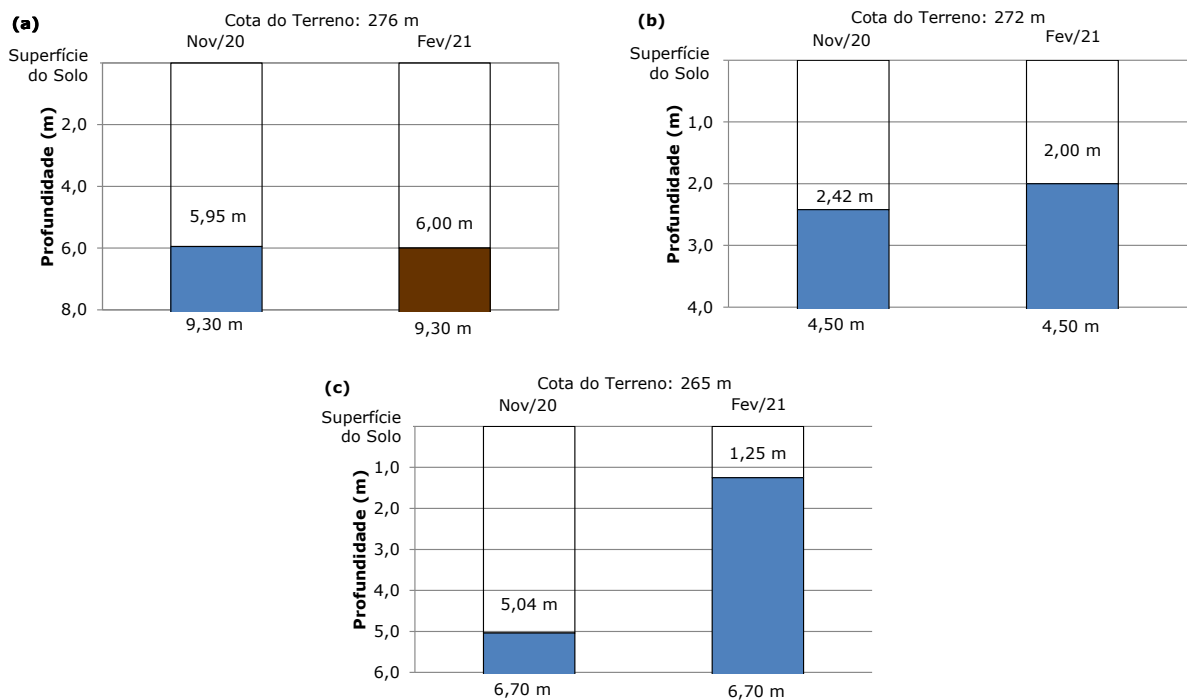 (a)
Cota do Terreno: 276 m
Nov/20
Fev/21
Superfície
do Solo
Profundidade (m)
2,0
4,0
6,0
8,0
5,95 m
6,00 m
9,30 m
9,30 m
(b)
Cota do Terreno: 272 m
Nov/20
Fev/21
Superfície
do Solo
Profundidade (m)
1,0
2,0
3,0
4,0
2,42 m
2,00 m
4,50 m
4,50 m
(c)
Cota do Terreno: 265 m
Nov/20
Fev/21
Superfície
do Solo
Profundidade (m)
1,0
2,0
3,0
4,0
5,0
6,0
5,04 m
1,25 m
6,70 m
6,70 m